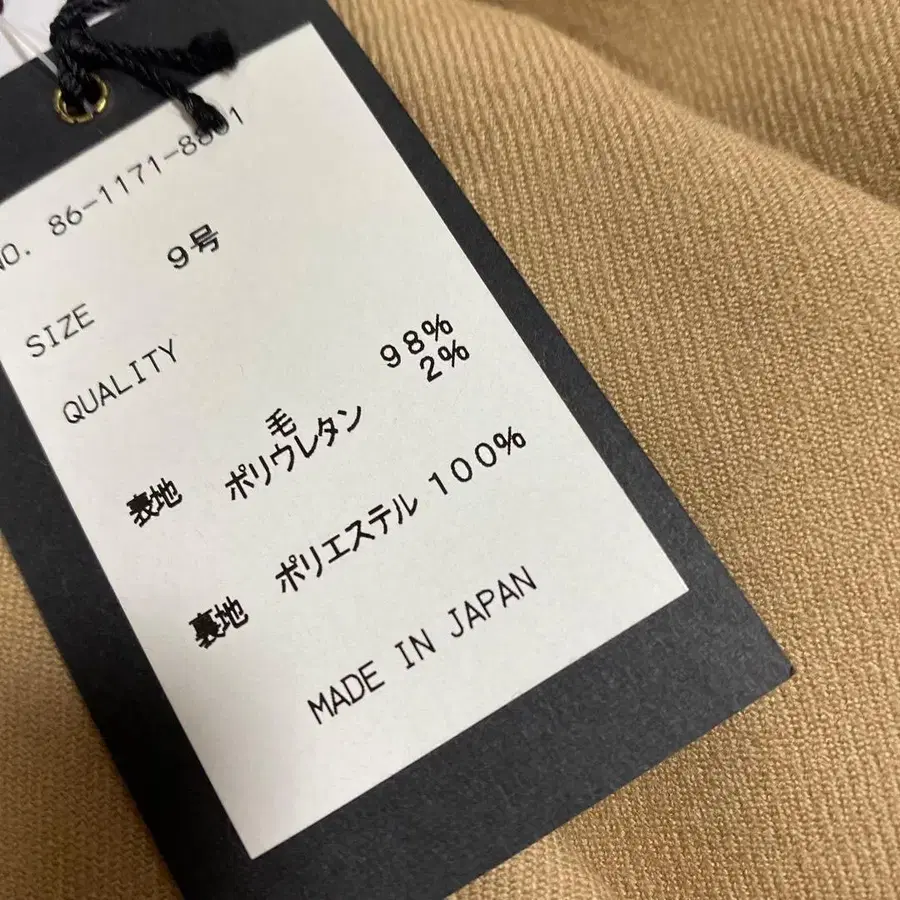 NO. 86-1171-8801
SIZE 9号
QUALITY
表地 毛 98%
ポリウレタン 2%
裏地 ポリエステル 100%
MADE IN JAPAN